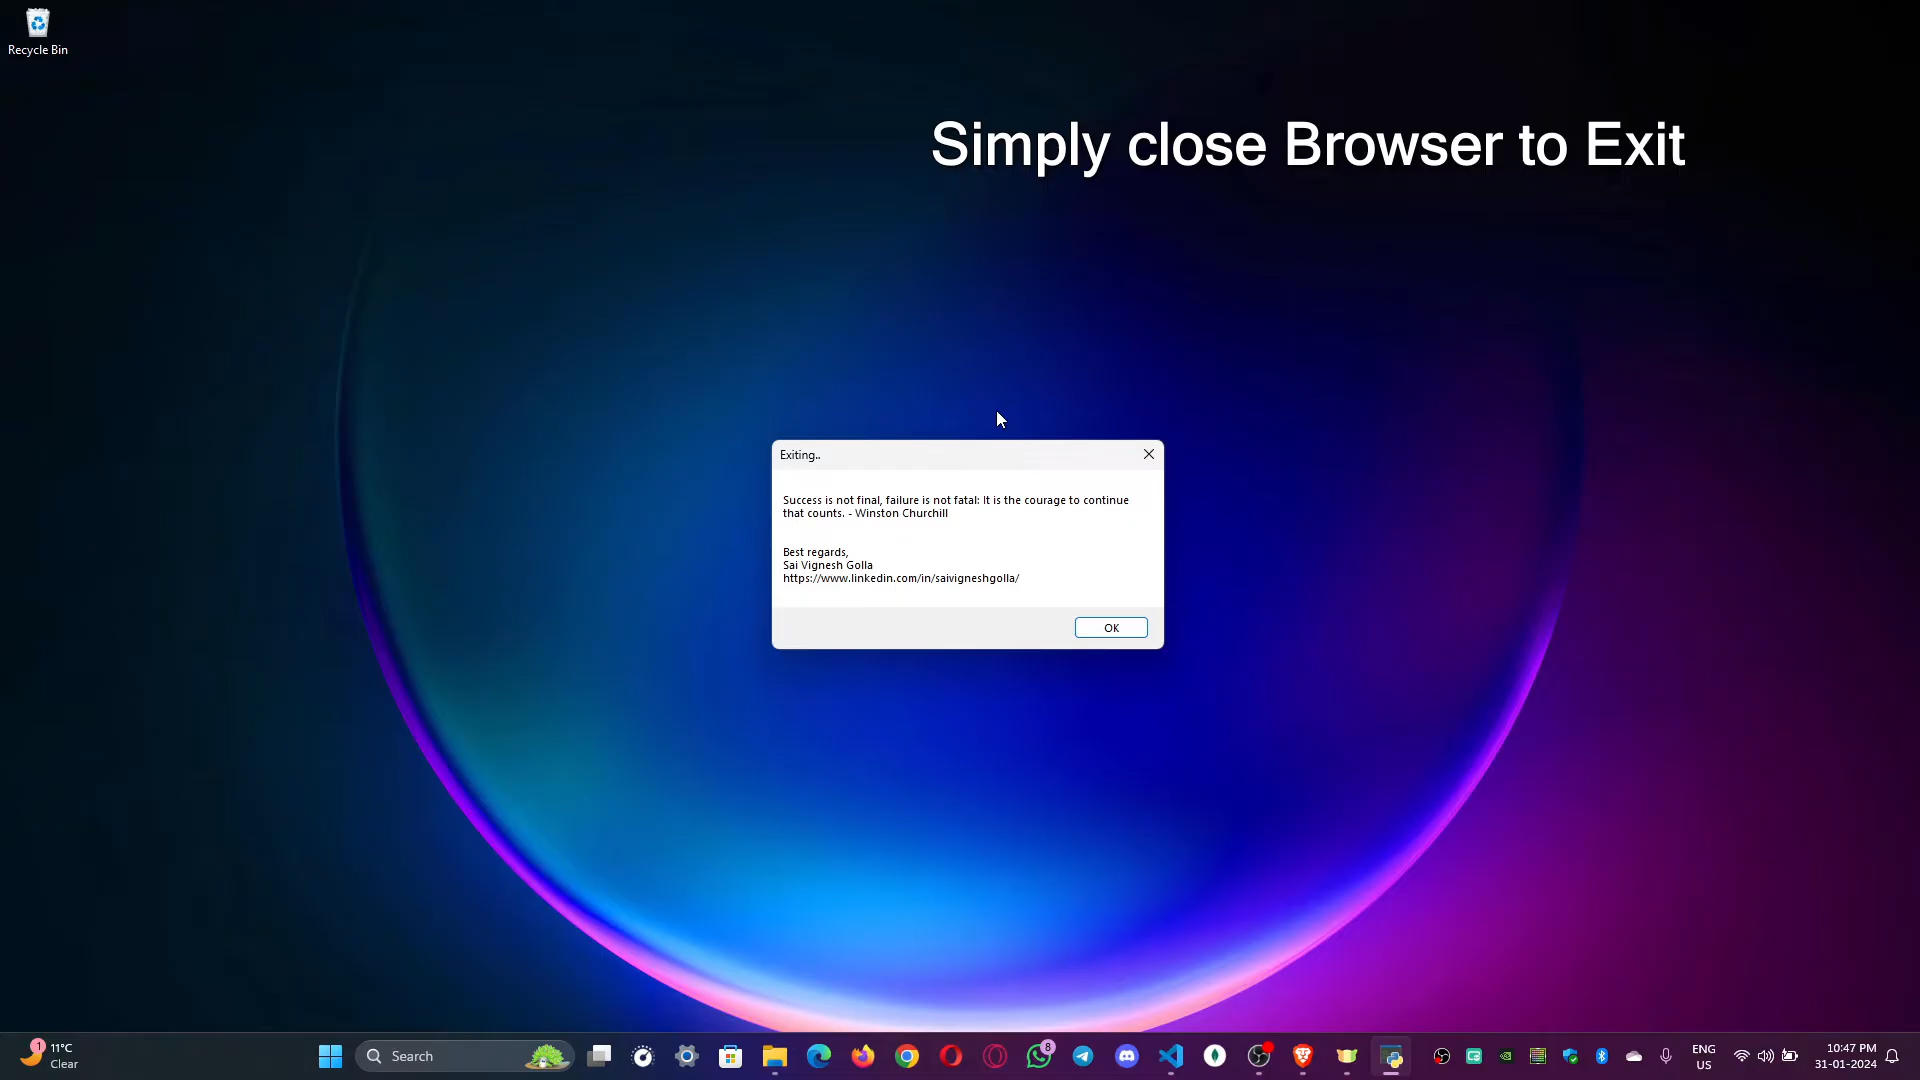 Recycle Bin
Simply close Browser to Exit
Exiting..
Success is not final, failure is not fatal: It is the courage to continue
that counts. - Winston Churchill
Best regards,
Sai Vignesh Golla
https://www.linkedin.com/in/saivigneshgolla/
OK
1
11°C
Clear
Search
8
ENG
US
10:47 PM
31-01-2024